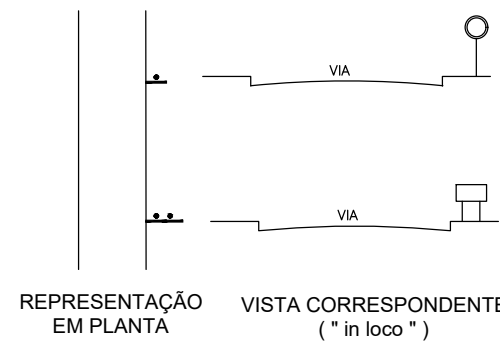 VIA
VIA
REPRESENTAÇÃO
EM PLANTA
VISTA CORRESPONDENTE
( " in loco " )